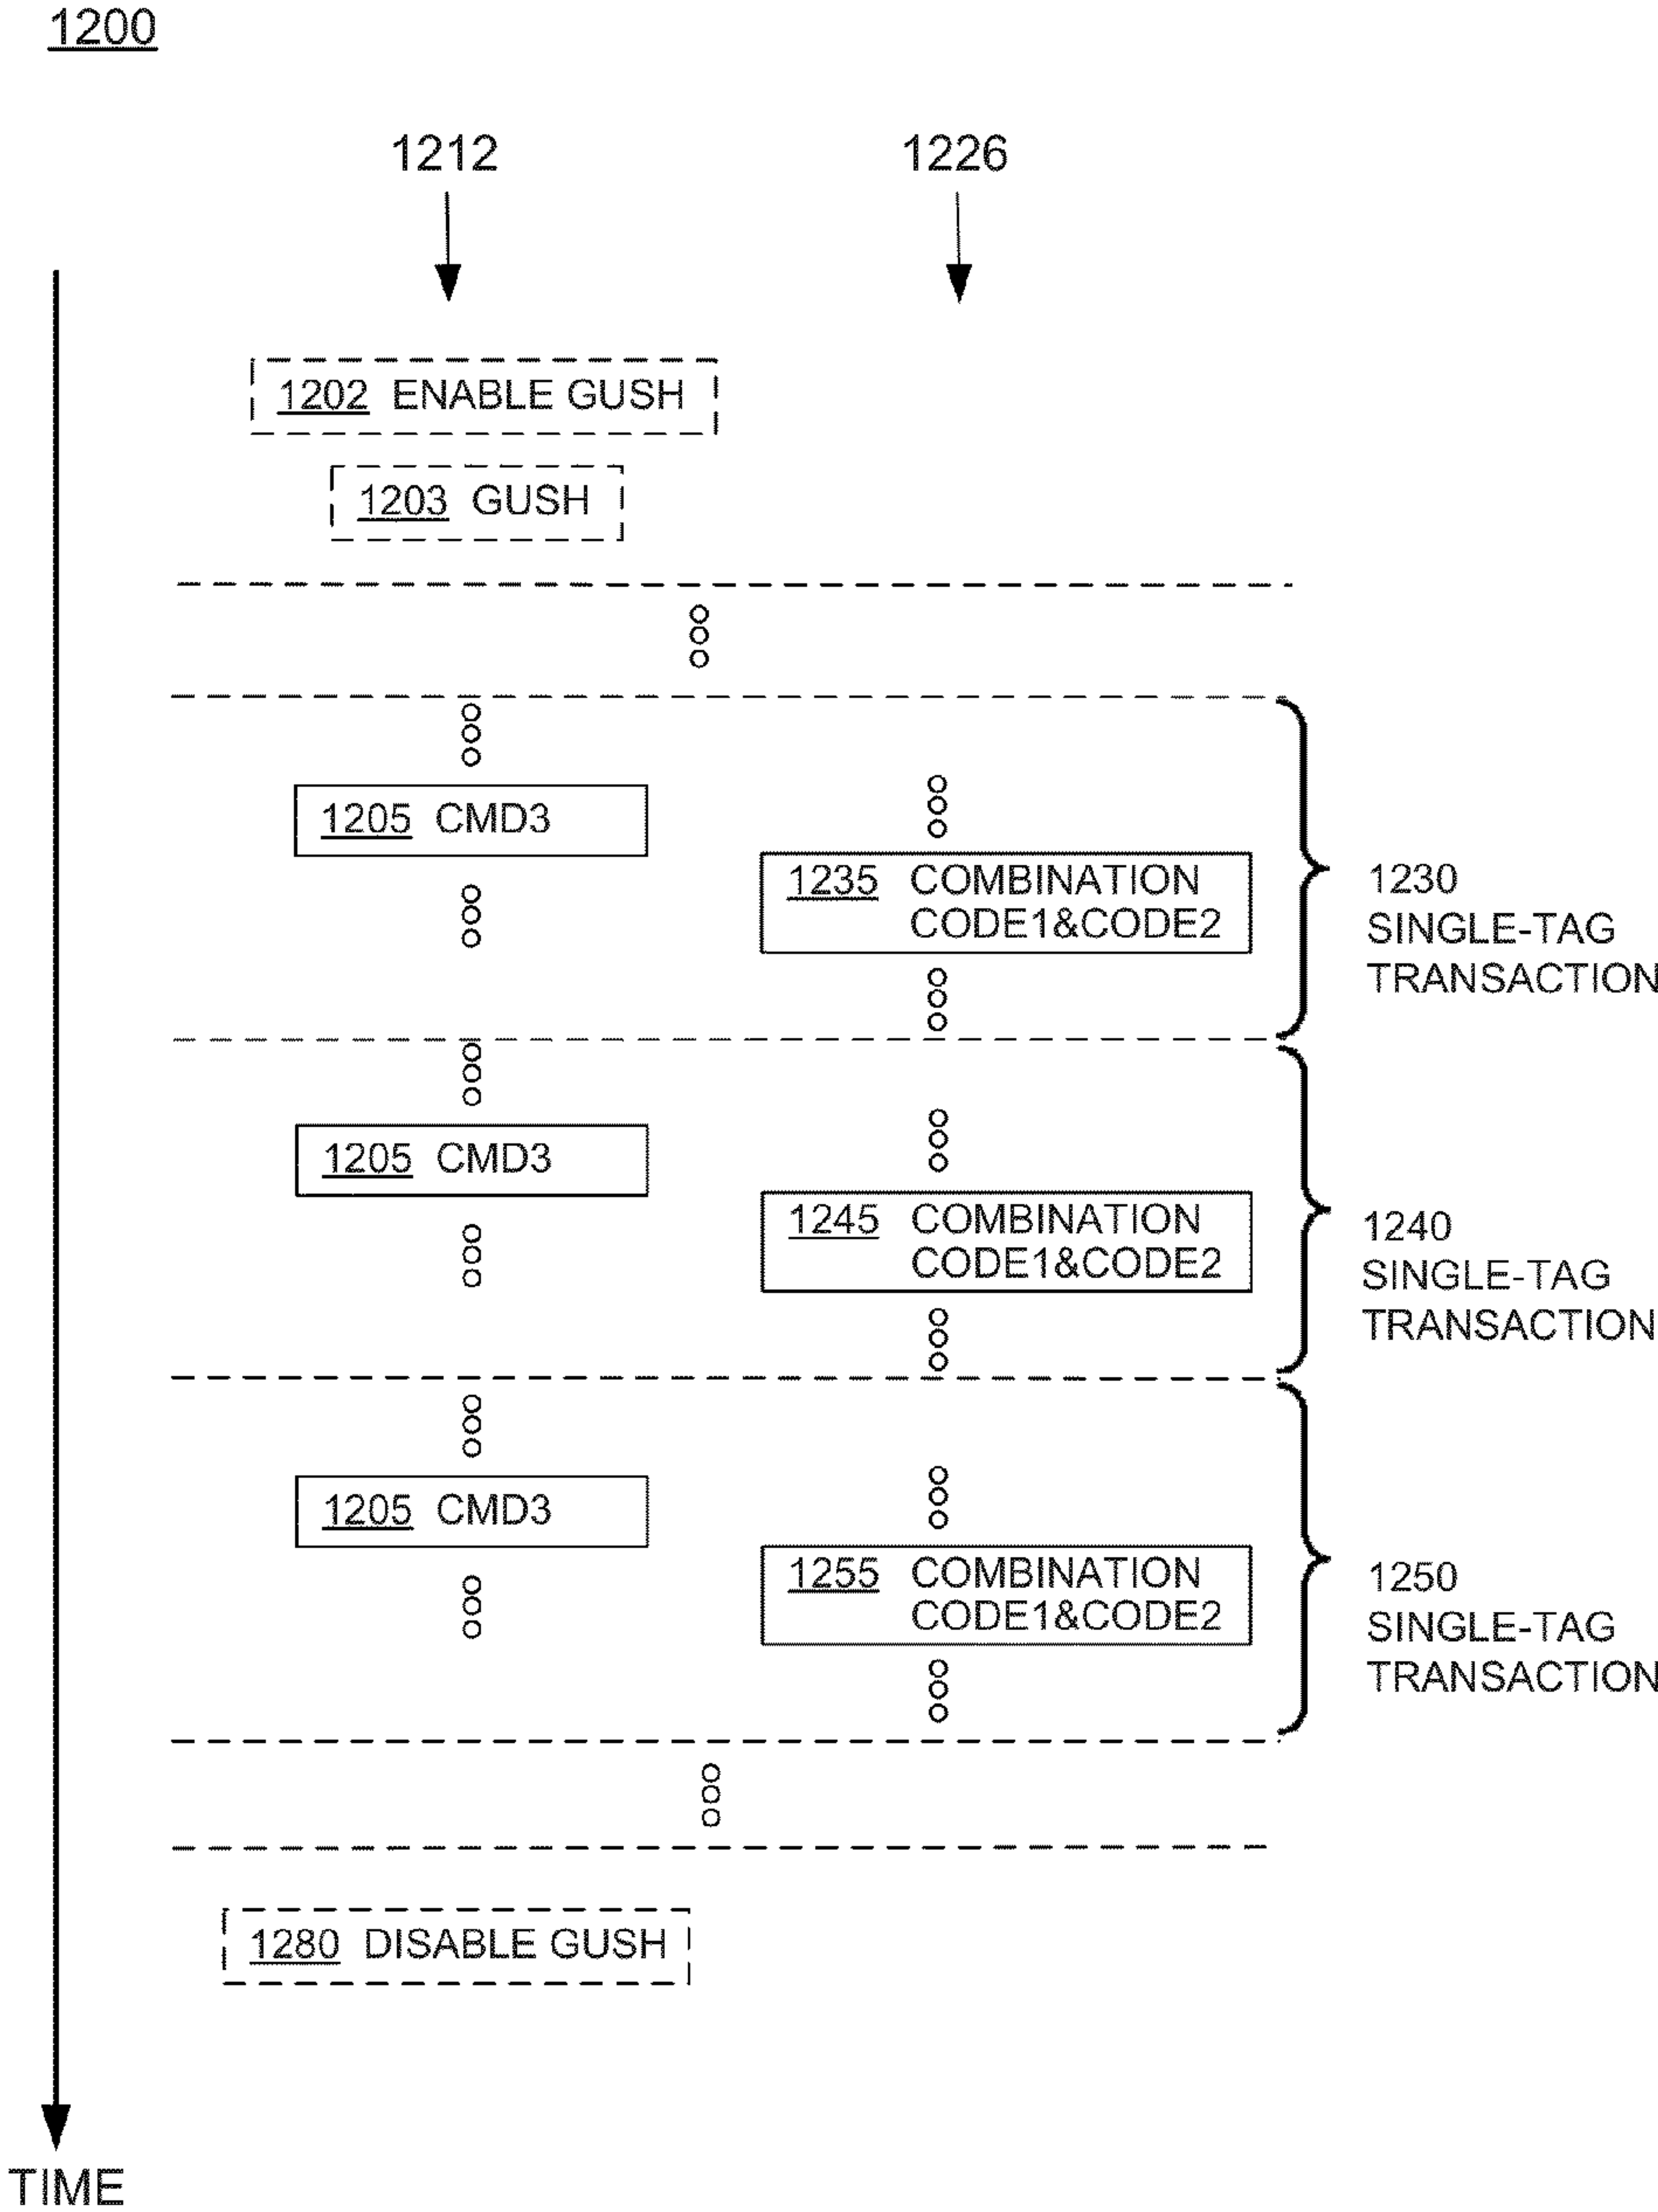 1200
1212
1226
1202 ENABLE GUSH
1203 GUSH
1205 CMD3
1235 COMBINATION
CODE1&CODE2
1230
SINGLE-TAG
TRANSACTION
1205 CMD3
1245 COMBINATION
CODE1&CODE2
1240
SINGLE-TAG
TRANSACTION
1205 CMD3
1255 COMBINATION
CODE1&CODE2
1250
SINGLE-TAG
TRANSACTION
1280 DISABLE GUSH
TIME